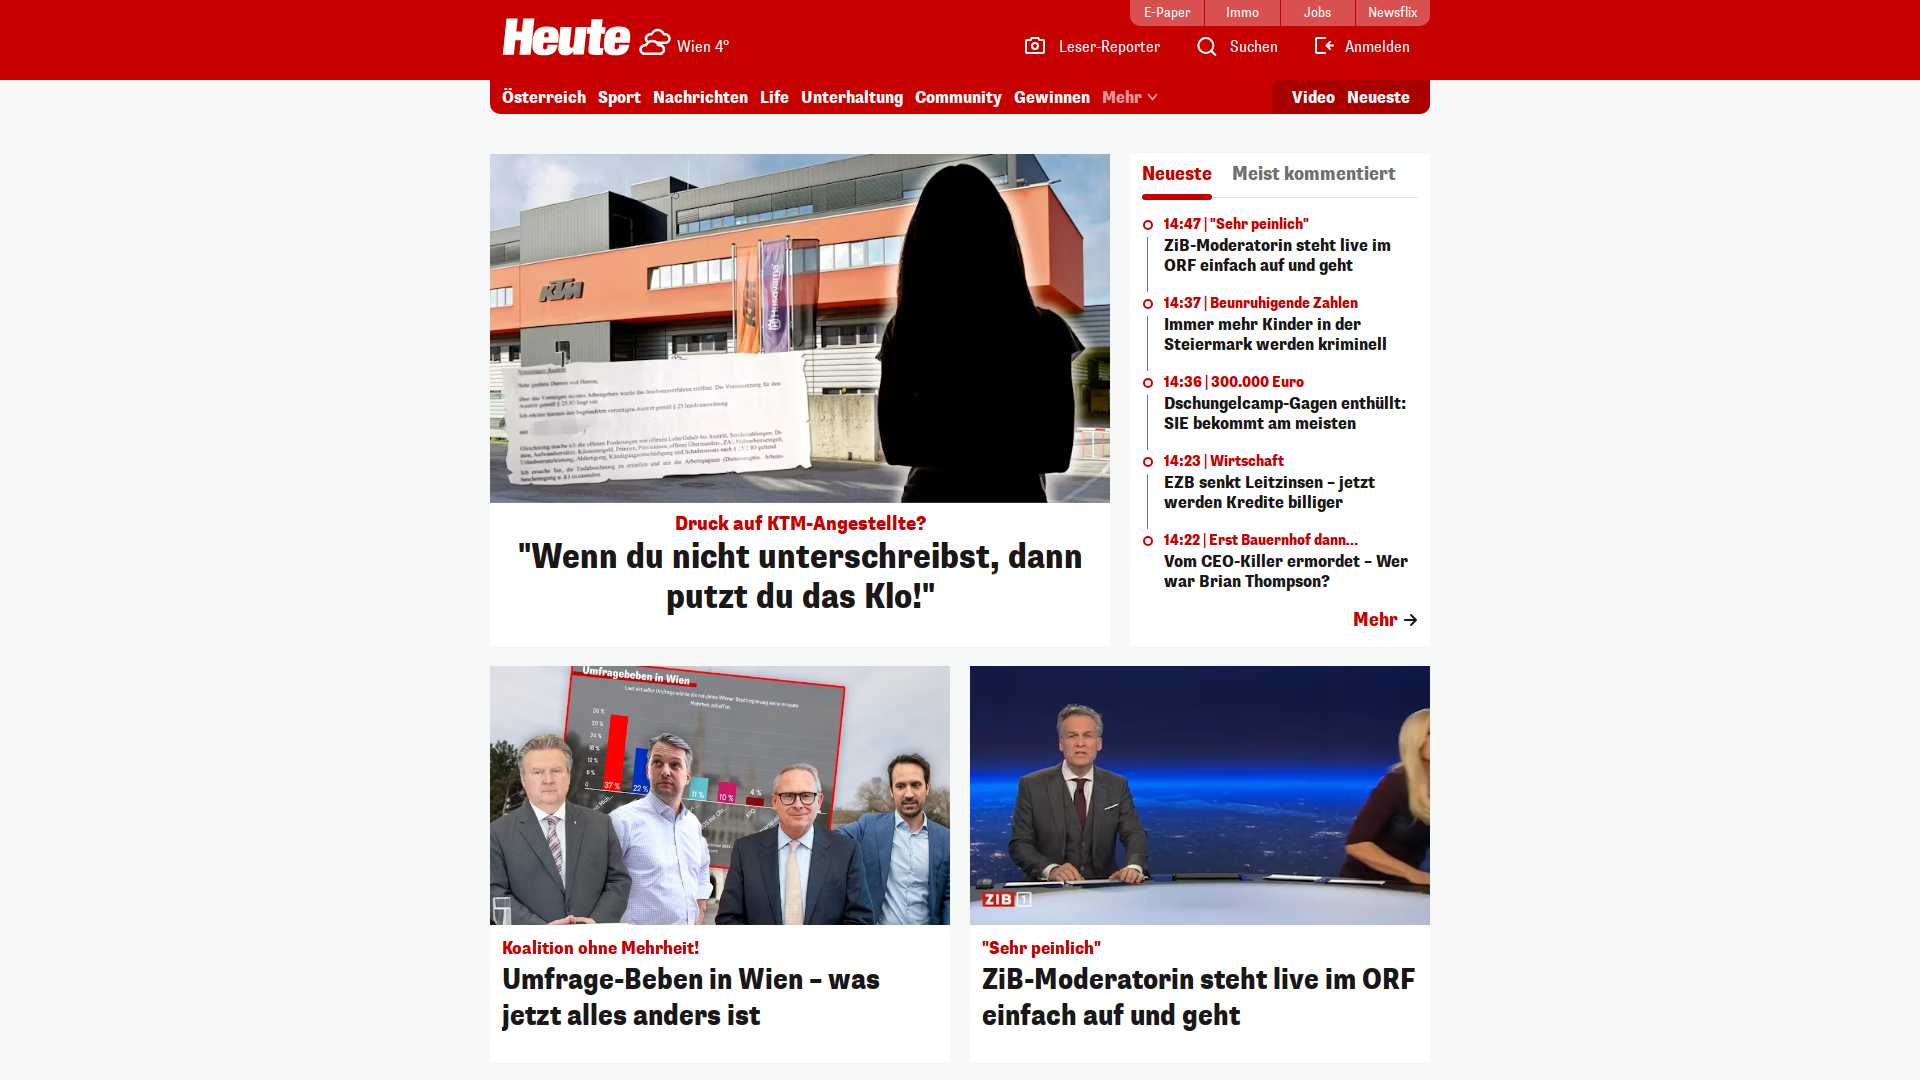 E-Paper
Immo
Jobs
Newsflix
Heute
Wien 4°
Leser-Reporter
Suchen
Anmelden
Österreich
Sport
Nachrichten
Life
Unterhaltung
Community
Gewinnen
Mehr
Video
Neueste
KTM
KTM
Husqvarna
Druck auf KTM-Angestellte?
"Wenn du nicht unterschreibst, dann
putzt du das Klo!"
Neueste
Meist kommentiert
14:47 | "Sehr peinlich"
ZiB-Moderatorin steht live im
ORF einfach auf und geht
14:37 | Beunruhigende Zahlen
Immer mehr Kinder in der
Steiermark werden kriminell
14:36 | 300.000 Euro
Dschungelcamp-Gagen enthüllt:
SIE bekommt am meisten
14:23 | Wirtschaft
EZB senkt Leitzinsen – jetzt
werden Kredite billiger
14:22 | Erst Bauernhof dann...
Vom CEO-Killer ermordet – Wer
war Brian Thompson?
Mehr
Umfragebeben in Wien
22 %
11 %
10 %
4 %
Koalition ohne Mehrheit!
Umfrage-Beben in Wien – was
jetzt alles anders ist
ZIB 1
"Sehr peinlich"
ZiB-Moderatorin steht live im ORF
einfach auf und geht